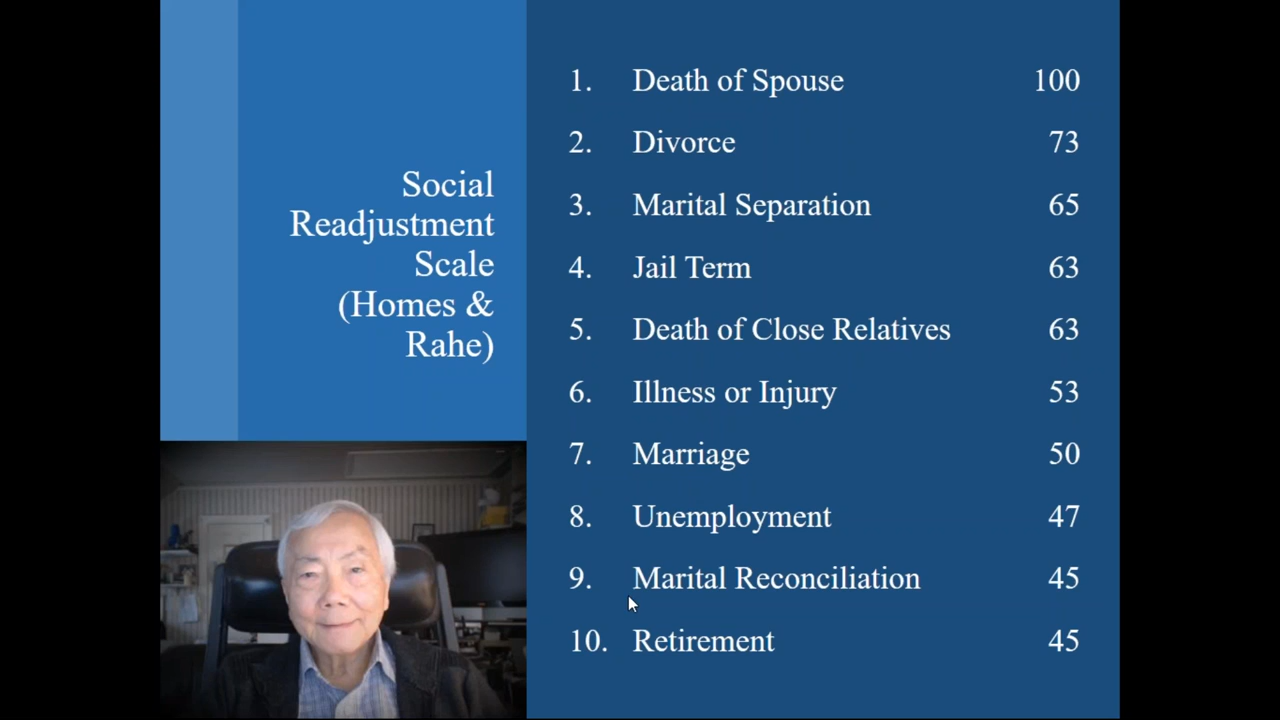 Social
Readjustment
Scale
(Homes &
Rahe)
1. Death of Spouse 100
2. Divorce 73
3. Marital Separation 65
4. Jail Term 63
5. Death of Close Relatives 63
6. Illness or Injury 53
7. Marriage 50
8. Unemployment 47
9. Marital Reconciliation 45
10. Retirement 45